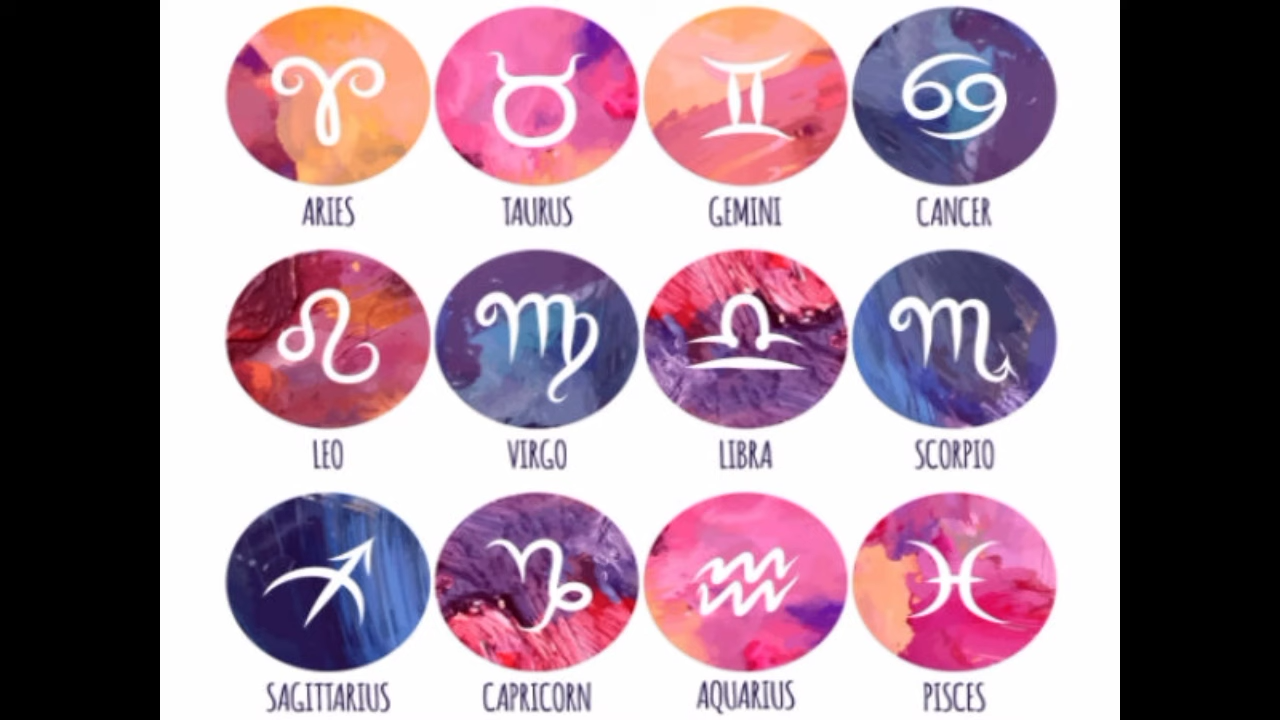 ARIES TAURUS GEMINI CANCER
LEO VIRGO LIBRA SCORPIO
SAGITTARIUS CAPRICORN AQUARIUS PISCES